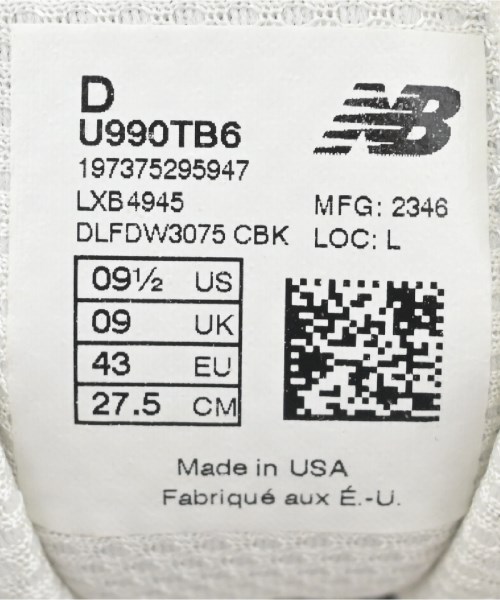 D
U990TB6
NB
197375295947
LXB4945
MFG: 2346
DLFDW3075 CBK
LOC: L
09½ US
09 UK
43 EU
27.5 CM
Made in USA
Fabriqué aux É.-U.